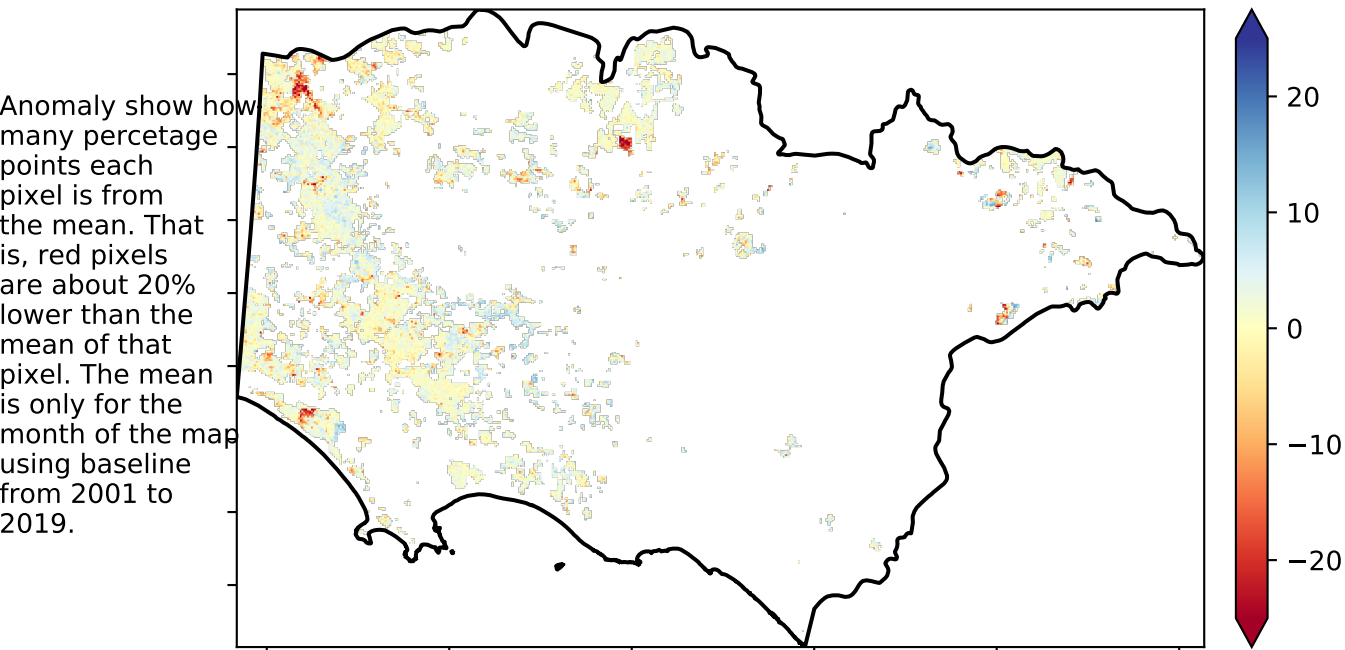 Anomaly show how
many percetage
points each
pixel is from
the mean. That
is, red pixels
are about 20%
lower than the
mean of that
pixel. The mean
is only for the
month of the map
using baseline
from 2001 to
2019.
20
10
0
−10
−20